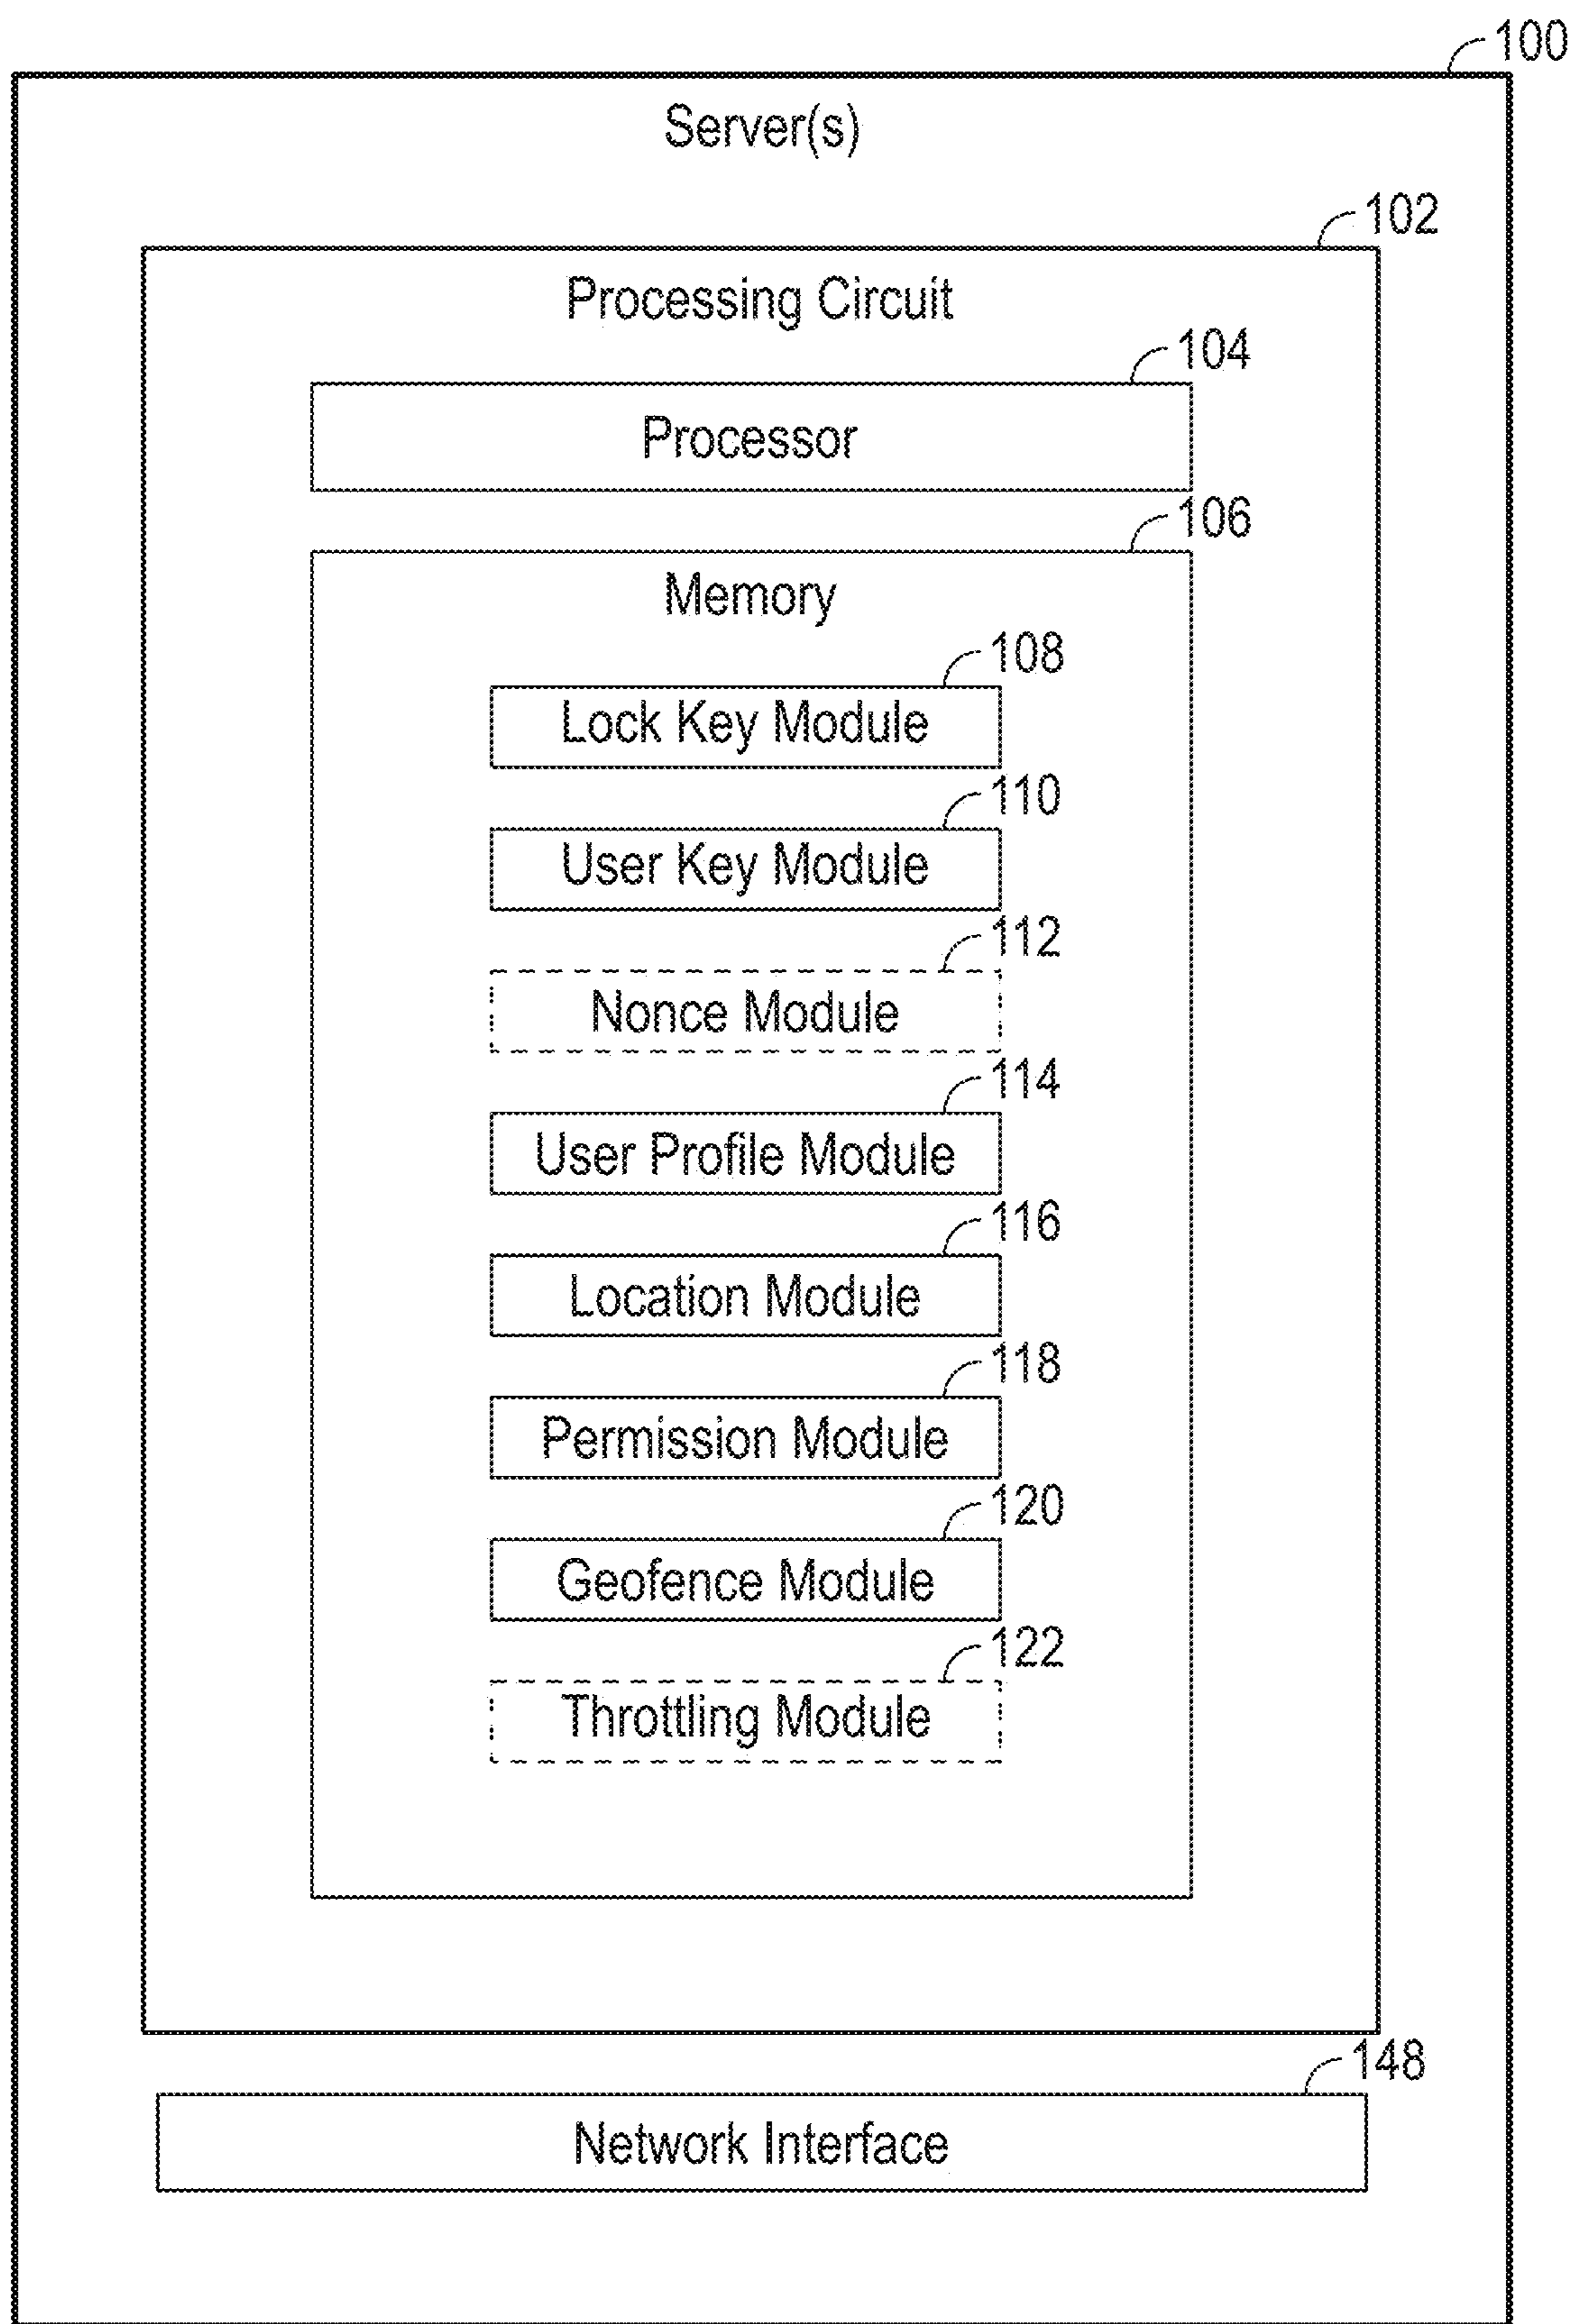 100
Server(s)
102
Processing Circuit
104
Processor
106
Memory
108
Lock Key Module
110
User Key Module
112
Nonce Module
114
User Profile Module
116
Location Module
118
Permission Module
120
Geofence Module
122
Throttling Module
148
Network Interface